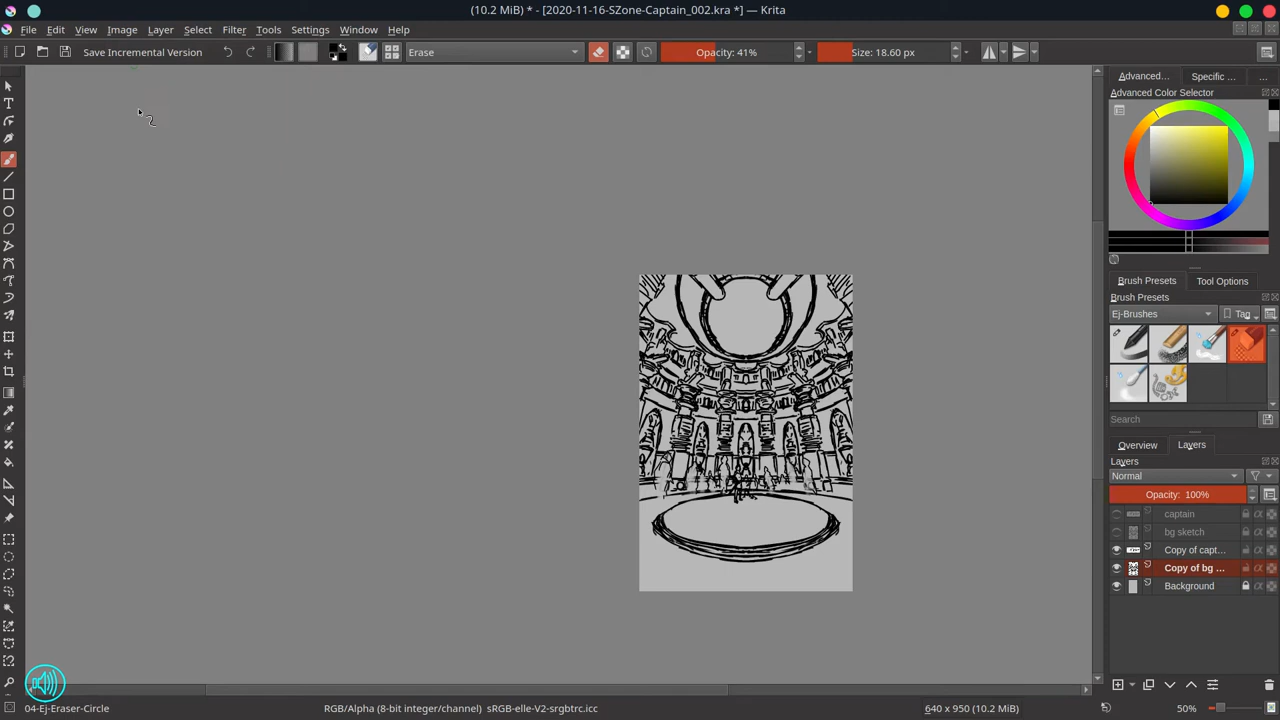 (10.2 MiB) * - [2020-11-16-SZone-Captain_002.kra *] - Krita
File Edit View Image Layer Select Filter Tools Settings Window Help
Save Incremental Version Erase Opacity: 41% Size: 18.60 px
Advanced... Specific ... ...
Advanced Color Selector
Brush Presets Tool Options
Brush Presets
Ej-Brushes Tag
Search
Overview Layers
Layers
Normal
Opacity: 100%
captain
bg sketch
Copy of capt...
Copy of bg ...
Background
04-Ej-Eraser-Circle RGB/Alpha (8-bit integer/channel) sRGB-elle-V2-srgbtrc.icc 640 x 950 (10.2 MiB) 50%